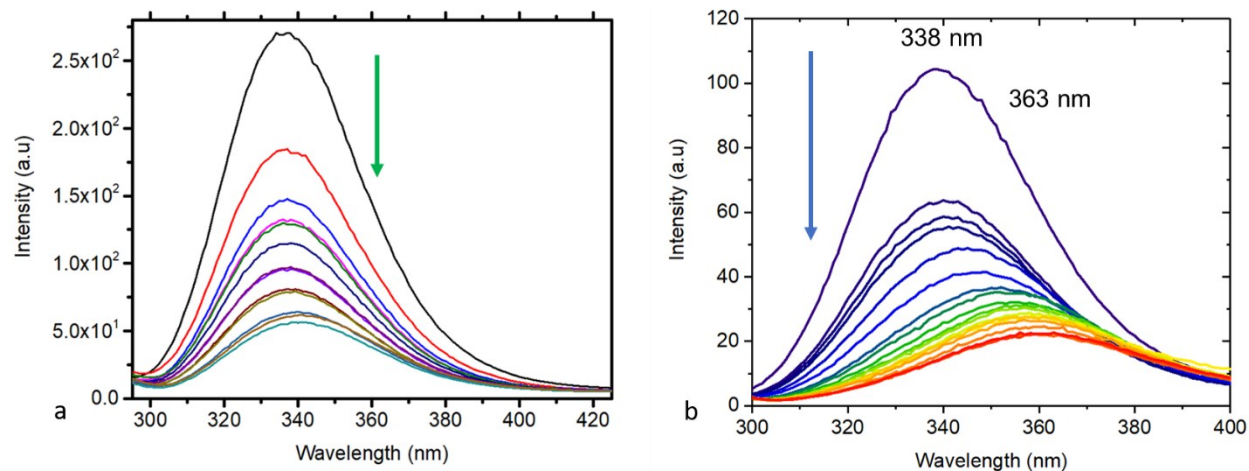 2.5x10²
2.0x10²
1.5x10²
1.0x10²
5.0x10¹
0.0
300
320
340
360
380
400
420
Intensity (a.u)
Wavelength (nm)
a
120
100
80
60
40
20
0
300
320
340
360
380
400
Intensity (a.u)
Wavelength (nm)
338 nm
363 nm
b